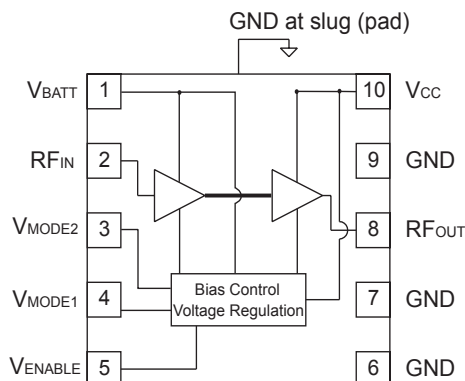 GND at slug (pad)
VBATT 1 10 VCC
RFIN 2 9 GND
VMODE2 3 8 RFOUT
Bias Control
Voltage Regulation
VMODE1 4 7 GND
VENABLE 5 6 GND